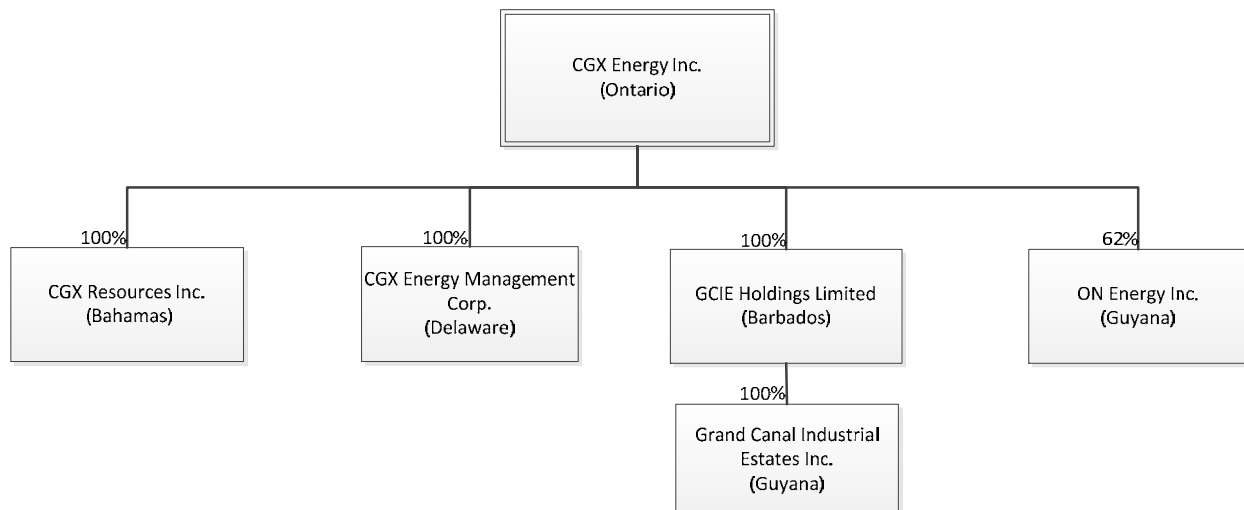 CGX Energy Inc.
(Ontario)
100%
100%
100%
62%
CGX Resources Inc.
(Bahamas)
CGX Energy Management
Corp.
(Delaware)
GCIE Holdings Limited
(Barbados)
ON Energy Inc.
(Guyana)
100%
Grand Canal Industrial
Estates Inc.
(Guyana)